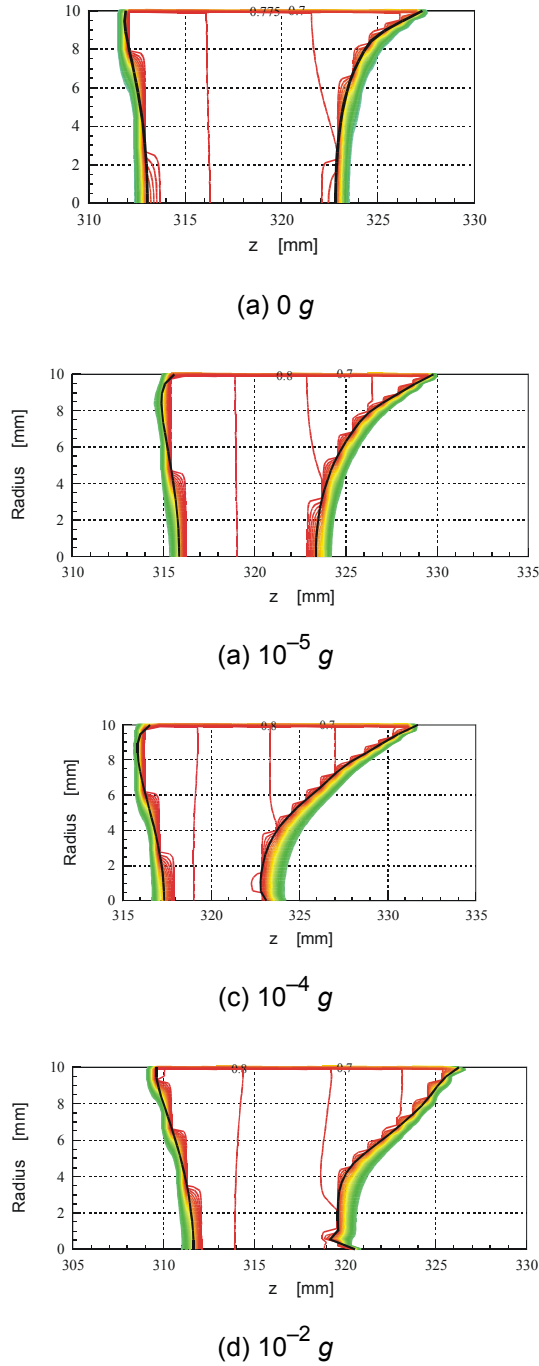 10
0.775 0.7
8
6
4
2
0
310 315 320 325 330
z [mm]
(a) 0 g
10
0.8 0.7
8
6
4
2
0
Radius [mm]
310 315 320 325 330 335
z [mm]
(a) 10⁻⁵ g
10
0.8 0.7
8
6
4
2
0
Radius [mm]
315 320 325 330 335
z [mm]
(c) 10⁻⁴ g
10
0.8 0.7
8
6
4
2
0
Radius [mm]
305 310 315 320 325 330
z [mm]
(d) 10⁻² g